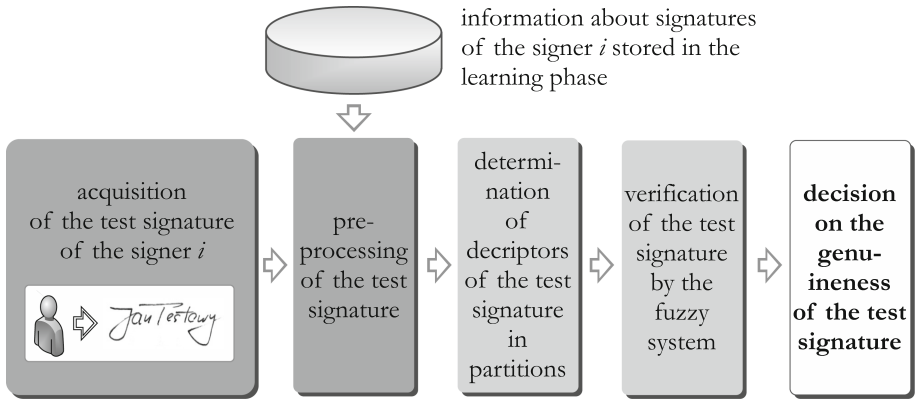 information about signatures
of the signer i stored in the
learning phase
acquisition
of the test signature
of the signer i
Jan Testowy
pre-
processing
of the test
signature
determi-
nation
of
decriptors
of the test
signature
in
partitions
verification
of the test
signature
by the
fuzzy
system
decision
on the
genu-
ineness
of the test
signature